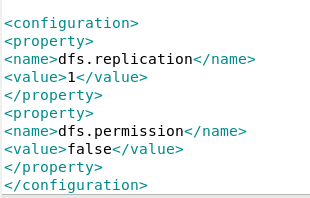 <configuration>
<property>
<name>dfs.replication</name>
<value>1</value>
</property>
<property>
<name>dfs.permission</name>
<value>false</value>
</property>
</configuration>